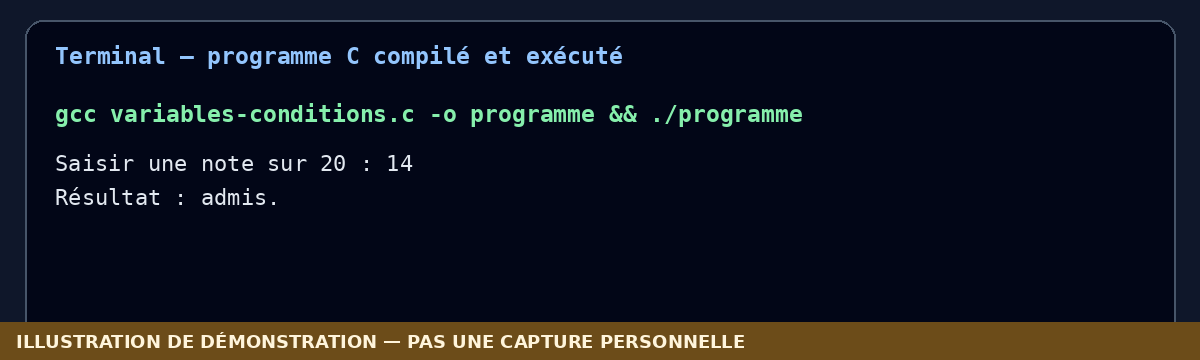 Terminal — programme C compilé et exécuté
gcc variables-conditions.c -o programme && ./programme
Saisir une note sur 20 : 14
Résultat : admis.
ILLUSTRATION DE DÉMONSTRATION — PAS UNE CAPTURE PERSONNELLE